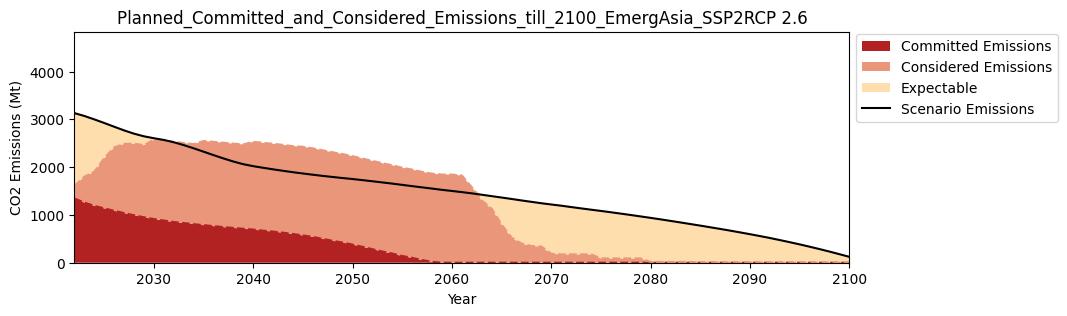 Planned_Committed_and_Considered_Emissions_till_2100_EmergAsia_SSP2RCP 2.6
CO2 Emissions (Mt)
4000
3000
2000
1000
0
2030 2040 2050 2060 2070 2080 2090 2100
Year
Committed Emissions
Considered Emissions
Expectable
Scenario Emissions